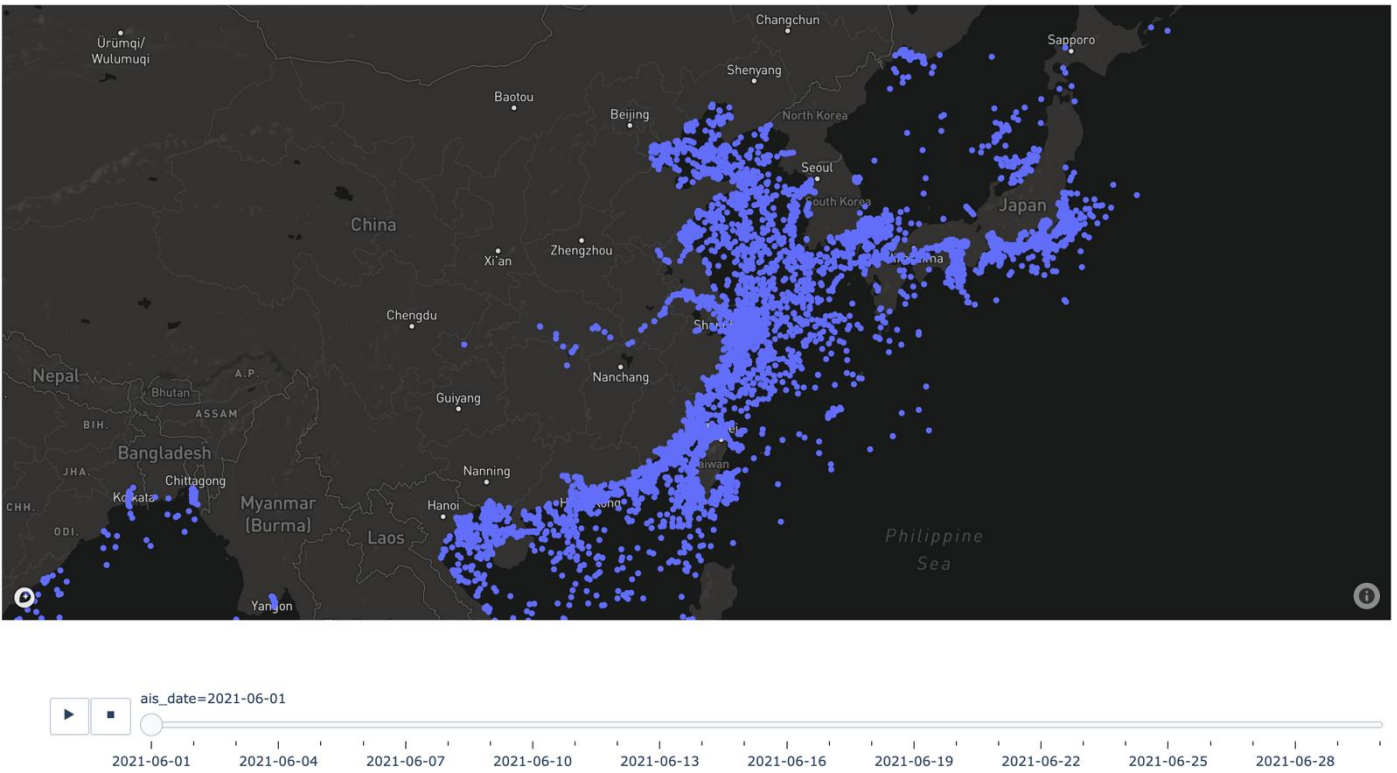 Changchun
Ürümqi/
Wulumuqi
Sapporo
Shenyang
Baotou
Beijing
North Korea
Seoul
South Korea
China
Japan
Zhengzhou
Xi'an
Chengdu
Nanchang
Nepal
A.P.
Bhutan
Guiyang
ASSAM
BIH.
Bangladesh
JHA.
Nanning
Chittagong
Kolkata
CHH.
Myanmar
(Burma)
Hanoi
ODI.
Laos
Philippine
Sea
Yangon
ais_date=2021-06-01
2021-06-01 2021-06-04 2021-06-07 2021-06-10 2021-06-13 2021-06-16 2021-06-19 2021-06-22 2021-06-25 2021-06-28